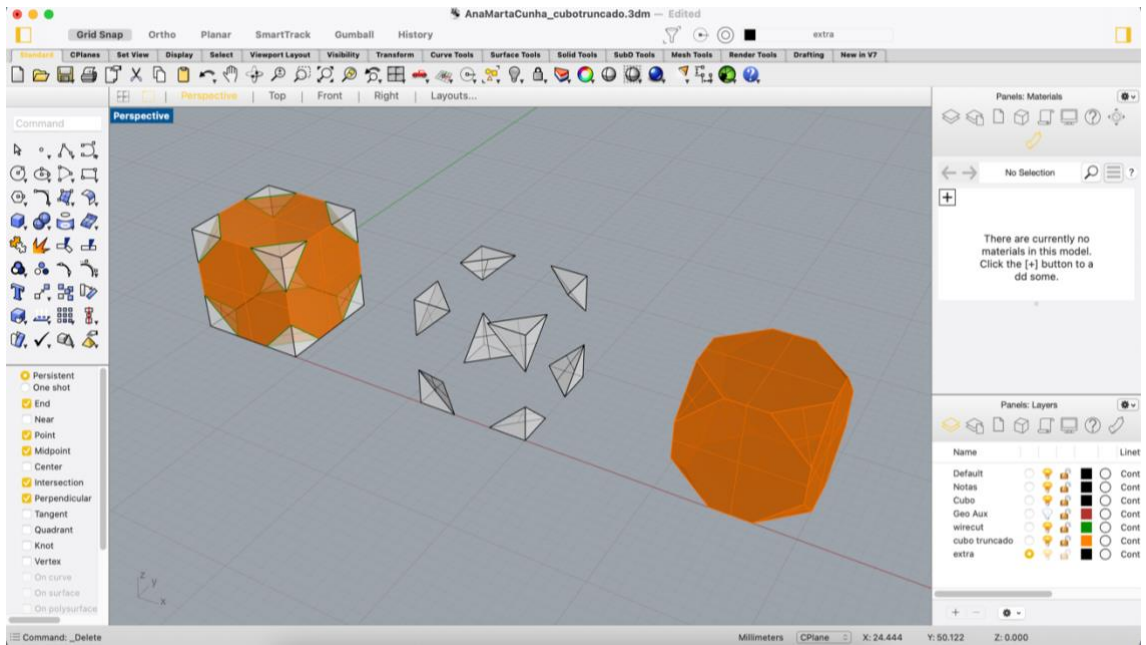 AnaMartaCunha_cubotruncado.3dm — Edited
Grid Snap Ortho Planar SmartTrack Gumball History extra
Standard CPlanes Set View Display Select Viewport Layout Visibility Transform Curve Tools Surface Tools Solid Tools SubD Tools Mesh Tools Render Tools Drafting New in V7
Perspective | Top | Front | Right | Layouts...
Panels: Materials
Perspective
Command
No Selection
?
There are currently no
materials in this model.
Click the [+] button to a
dd some.
Persistent
One shot
End
Near
Point
Midpoint
Center
Intersection
Perpendicular
Tangent
Quadrant
Knot
Vertex
On curve
On surface
On polysurface
z
y
x
Panels: Layers
Name Linet
Default Cont
Notas Cont
Cubo Cont
Geo Aux Cont
wirecut Cont
cubo truncado Cont
extra Cont
Command: _Delete
Millimeters CPlane X: 24.444 Y: 50.122 Z: 0.000